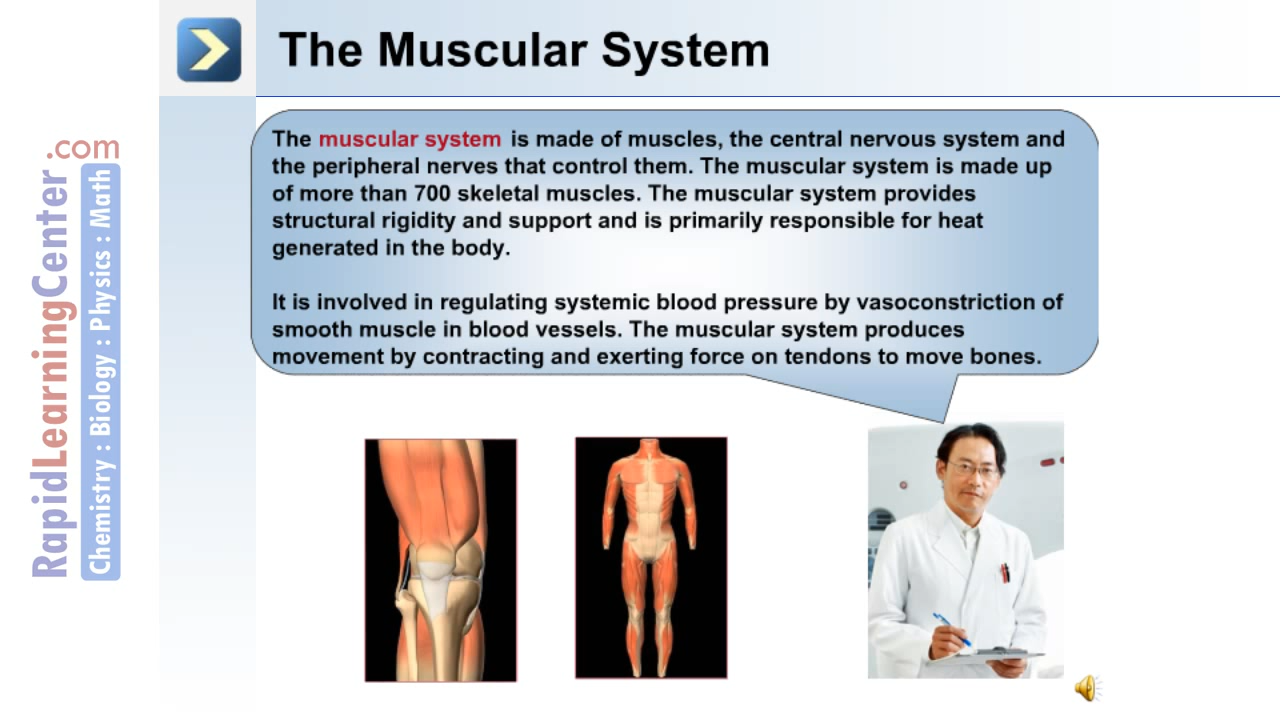 The Muscular System
The muscular system is made of muscles, the central nervous system and
the peripheral nerves that control them. The muscular system is made up
of more than 700 skeletal muscles. The muscular system provides
structural rigidity and support and is primarily responsible for heat
generated in the body.
It is involved in regulating systemic blood pressure by vasoconstriction of
smooth muscle in blood vessels. The muscular system produces
movement by contracting and exerting force on tendons to move bones.
RapidLearningCenter.com
Chemistry : Biology : Physics : Math